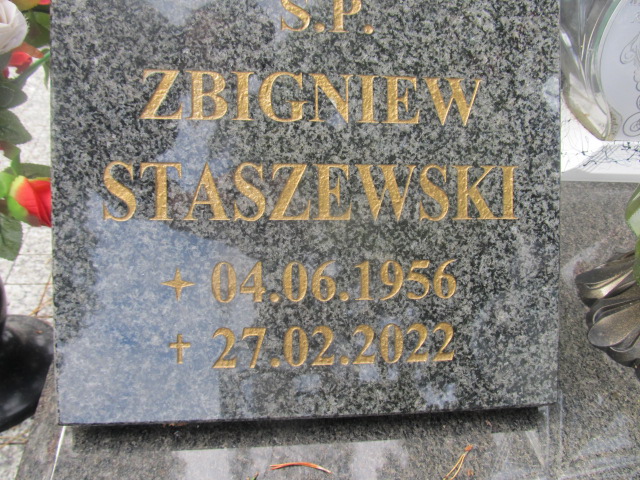 Ś.P.
ZBIGNIEW
STASZEWSKI
04.06.1956
27.02.2022